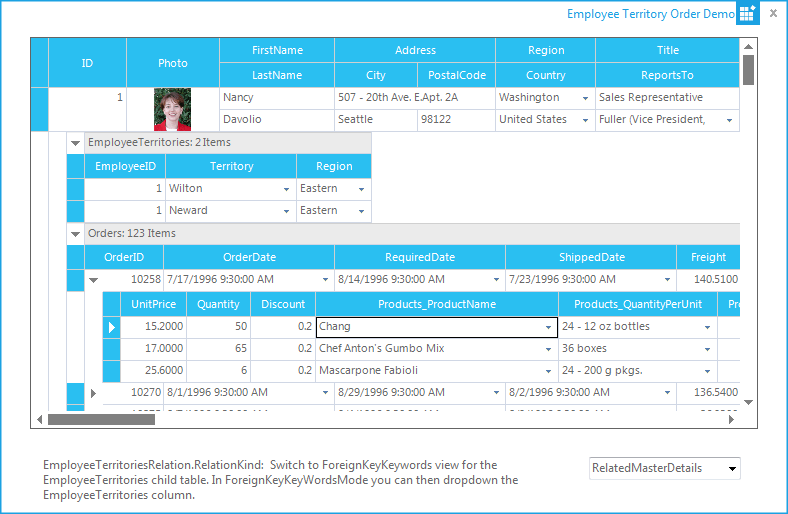 Employee Territory Order Demo
ID Photo FirstName Address Region Title
LastName City PostalCode Country ReportsTo
1 Nancy 507 - 20th Ave. E.Apt. 2A Washington Sales Representative
Davolio Seattle 98122 United States Fuller (Vice President,
EmployeeTerritories: 2 Items
EmployeeID Territory Region
1 Wilton Eastern
1 Neward Eastern
Orders: 123 Items
OrderID OrderDate RequiredDate ShippedDate Freight
10258 7/17/1996 9:30:00 AM 8/14/1996 9:30:00 AM 7/23/1996 9:30:00 AM 140.5100
UnitPrice Quantity Discount Products_ProductName Products_QuantityPerUnit
15.2000 50 0.2 Chang 24 - 12 oz bottles
17.0000 65 0.2 Chef Anton's Gumbo Mix 36 boxes
25.6000 6 0.2 Mascarpone Fabioli 24 - 200 g pkgs.
10270 8/1/1996 9:30:00 AM 8/29/1996 9:30:00 AM 8/2/1996 9:30:00 AM 136.5400
EmployeeTerritoriesRelation.RelationKind: Switch to ForeignKeyKeywords view for the
EmployeeTerritories child table. In ForeignKeyKeyWordsMode you can then dropdown the
EmployeeTerritories column.
RelatedMasterDetails